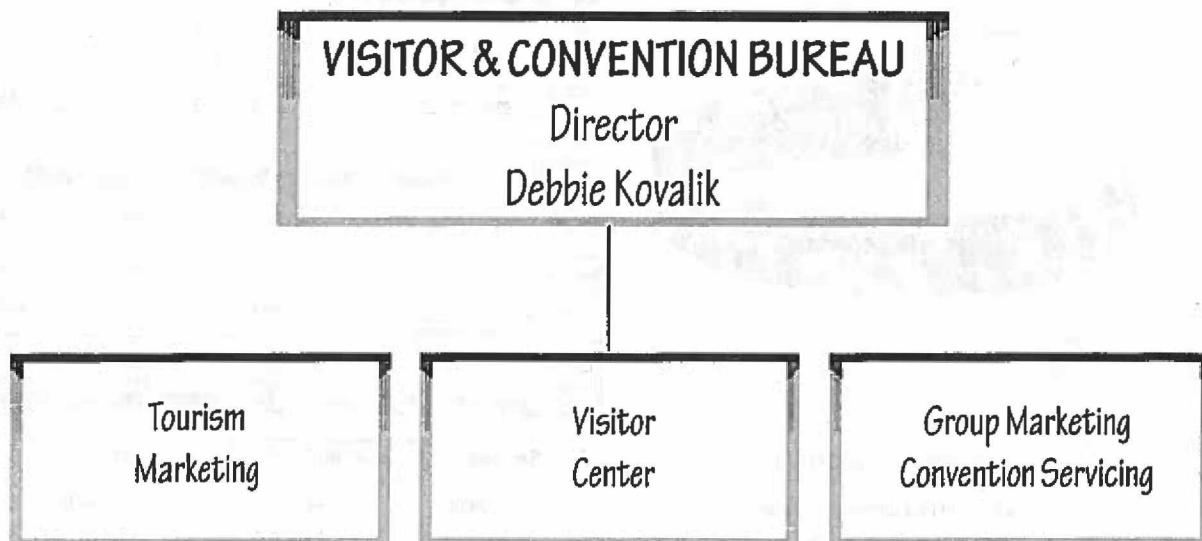 VISITOR & CONVENTION BUREAU
Director
Debbie Kovalik
Tourism
Marketing
Visitor
Center
Group Marketing
Convention Servicing